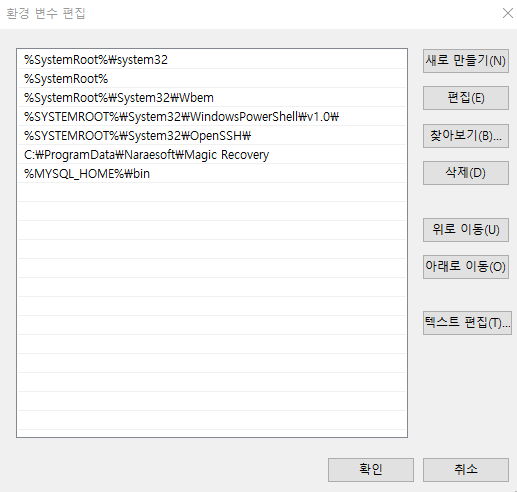 환경 변수 편집
%SystemRoot%₩system32
새로 만들기(N)
%SystemRoot%
%SystemRoot%₩System32₩Wbem
편집(E)
%SYSTEMROOT%₩System32₩WindowsPowerShell₩v1.0₩
%SYSTEMROOT%₩System32₩OpenSSH₩
찾아보기(B)...
C:₩ProgramData₩Naraesoft₩Magic Recovery
%MYSQL_HOME%₩bin
삭제(D)
위로 이동(U)
아래로 이동(O)
텍스트 편집(T)...
확인
취소